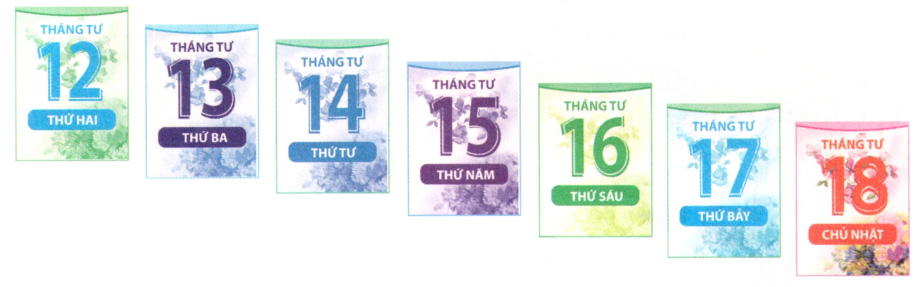 THÁNG TƯ
12
THỨ HAI
THÁNG TƯ
13
THỨ BA
THÁNG TƯ
14
THỨ TƯ
THÁNG TƯ
15
THỨ NĂM
THÁNG TƯ
16
THỨ SÁU
THÁNG TƯ
17
THỨ BẢY
THÁNG TƯ
18
CHỦ NHẬT